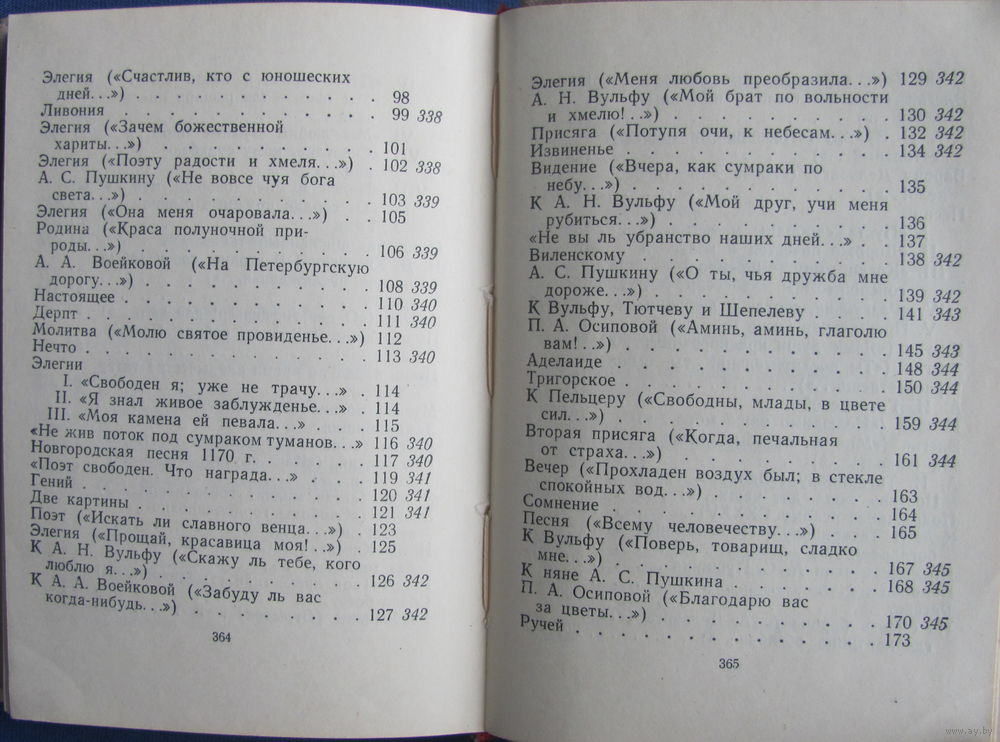 Элегия («Счастлив, кто с юношеских
дней. . .») . . . . . . . . . . . . . 98
Ливония . . . . . . . . . . . . . . 99 338
Элегия («Зачем божественной
хариты. . .») . . . . . . . . . . . 101
Элегия («Поэту радости и хмеля. . .») . 102 338
А. С. Пушкину («Не вовсе чуя бога
света. . .») . . . . . . . . . . . . 103 339
Элегия («Она меня очаровала. . .») . . 105
Родина («Краса полуночной при-
роды. . .») . . . . . . . . . . . . 106 339
А. А. Воейковой («На Петербургскую
дорогу. . .») . . . . . . . . . . . 108 339
Настоящее . . . . . . . . . . . . . 110 340
Дерпт . . . . . . . . . . . . . . . 111 340
Молитва («Молю святое провиденье. . .») 112
Нечто . . . . . . . . . . . . . . . 113 340
Элегии
I. «Свободен я; уже не трачу. . .» . 114
II. «Я знал живое заблужденье. . .» . 114
III. «Моя камена ей певала. . .» . . 115
«Не жив поток под сумраком туманов. . .» 116 340
Новгородская песня 1170 г. . . . . . 117 340
«Поэт свободен. Что награда. . .» . . 119 341
Гений . . . . . . . . . . . . . . . 120 341
Две картины . . . . . . . . . . . . 121 341
Поэт («Искать ли славного венца. . .») . 123
Элегия («Прощай, красавица моя! . .») . 125
К А. Н. Вульфу («Скажу ль тебе, кого
люблю я. . .») . . . . . . . . . . . 126 342
К А. А. Воейковой («Забуду ль вас
когда-нибудь. . .») . . . . . . . . 127 342
364
Элегия («Меня любовь преобразила. . .») 129 342
А. Н. Вульфу («Мой брат по вольности
и хмелю! . .») . . . . . . . . . . . 130 342
Присяга («Потупя очи, к небесам. . .») . 132 342
Извиненье . . . . . . . . . . . . . 134 342
Видение («Вчера, как сумраки по
небу. . .») . . . . . . . . . . . . 135
К А. Н. Вульфу («Мой друг, учи меня
рубиться. . .») . . . . . . . . . . 136
«Не вы ль убранство наших дней. . .» . . 137
Виленскому . . . . . . . . . . . . . 138 342
А. С. Пушкину («О ты, чья дружба мне
дороже. . .») . . . . . . . . . . . 139 342
К Вульфу, Тютчеву и Шепелеву . . . . 141 343
П. А. Осиповой («Аминь, аминь, глаголю
вам! . .») . . . . . . . . . . . . . 145 343
Аделаиде . . . . . . . . . . . . . . 148 344
Тригорское . . . . . . . . . . . . . 150 344
К Пельцеру («Свободны, млады, в цвете
сил. . .») . . . . . . . . . . . . . 159 344
Вторая присяга («Когда, печальная
от страха. . .») . . . . . . . . . . 161 344
Вечер («Прохладен воздух был; в стекле
спокойных вод. . .») . . . . . . . . 163
Сомнение . . . . . . . . . . . . . . 164
Песня («Всему человечеству. . .») . . 165
К Вульфу («Поверь, товарищ, сладко
мне. . .») . . . . . . . . . . . . . 167 345
К няне А. С. Пушкина . . . . . . . . 168 345
П. А. Осиповой («Благодарю вас
за цветы. . .») . . . . . . . . . . 170 345
Ручей . . . . . . . . . . . . . . . 173
365
www.ay.by